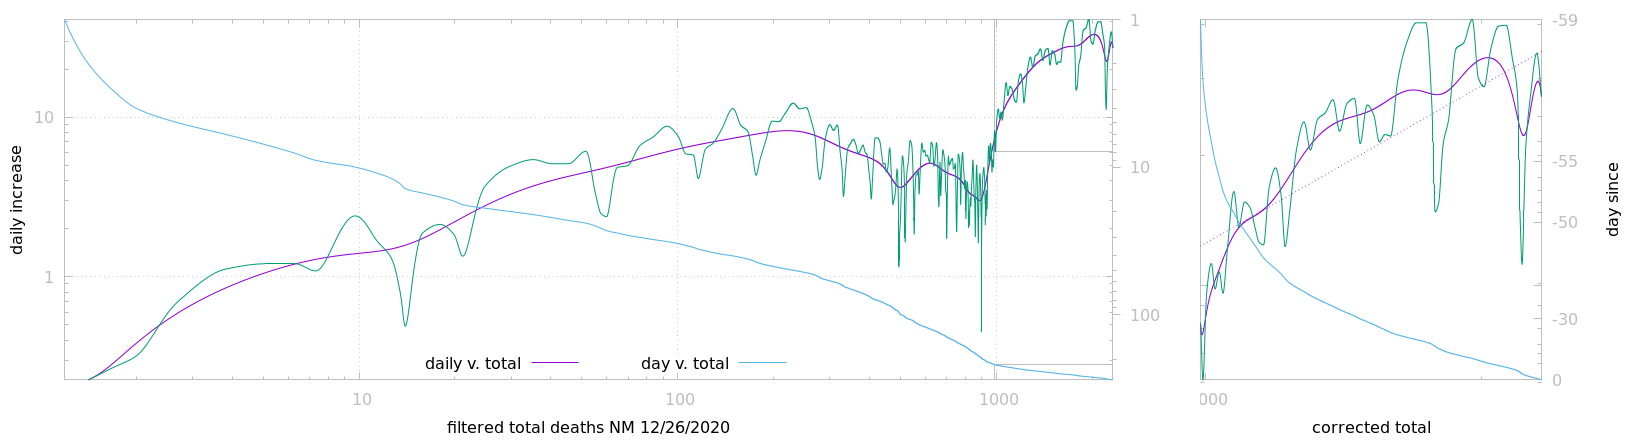 daily increase
10
1
daily v. total
day v. total
10
100
1000
filtered total deaths NM 12/26/2020
1
10
100
000
corrected total
-59
-55
-50
-30
0
day since